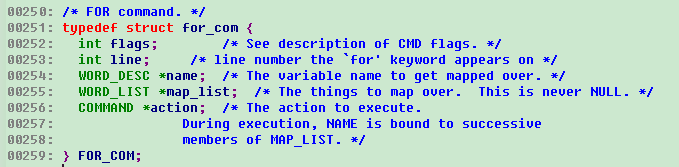 00250: /* FOR command. */
00251: typedef struct for_com {
00252:   int flags;        /* See description of CMD flags. */
00253:   int line;     /* line number the `for' keyword appears on */
00254:   WORD_DESC *name;  /* The variable name to get mapped over. */
00255:   WORD_LIST *map_list;  /* The things to map over.  This is never NULL. */
00256:   COMMAND *action;  /* The action to execute.
00257:                During execution, NAME is bound to successive
00258:                members of MAP_LIST. */
00259: } FOR_COM;